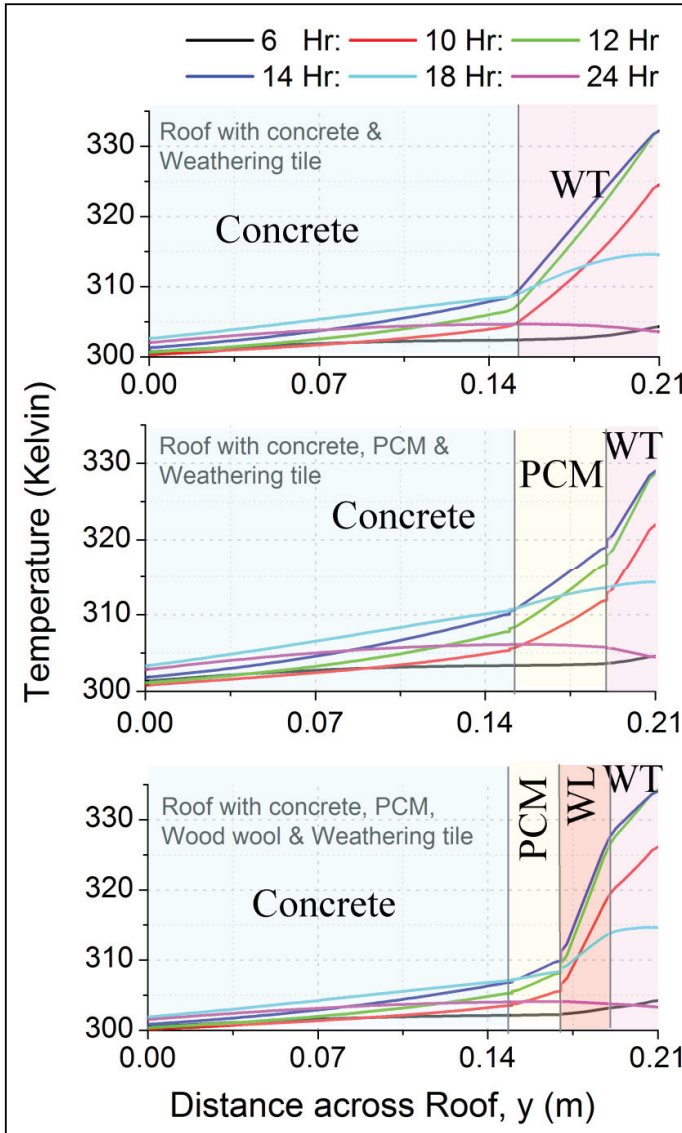 6 Hr: 10 Hr: 12 Hr
14 Hr: 18 Hr: 24 Hr
Temperature (Kelvin)
Roof with concrete &
Weathering tile
WT
Concrete
330
320
310
300
0.00 0.07 0.14 0.21
Roof with concrete, PCM &
Weathering tile
WT
PCM
Concrete
330
320
310
300
0.00 0.07 0.14 0.21
Roof with concrete, PCM,
Wood wool & Weathering tile
PCM
WL
WT
Concrete
330
320
310
300
0.00 0.07 0.14 0.21
Distance across Roof, y (m)